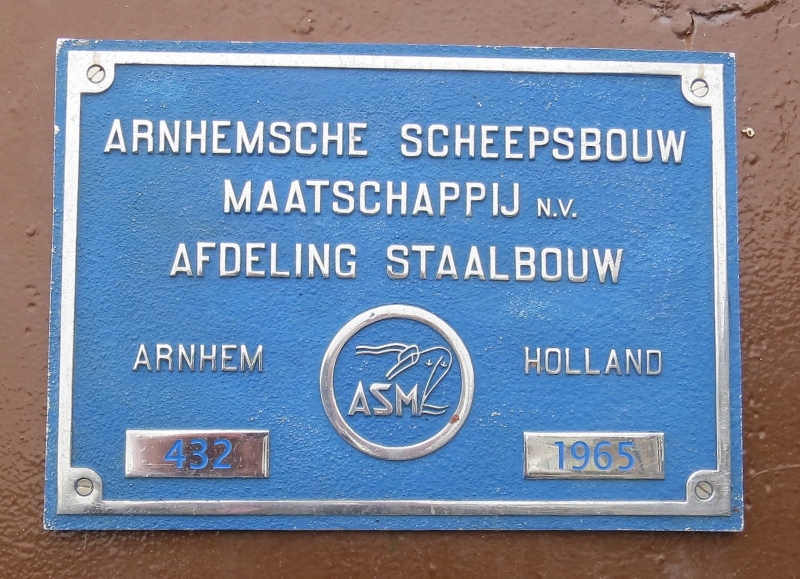 ARNHEMSCHE SCHEEPSBOUW
MAATSCHAPPIJ N.V.
AFDELING STAALBOUW
ARNHEM HOLLAND
ASM
432 1965